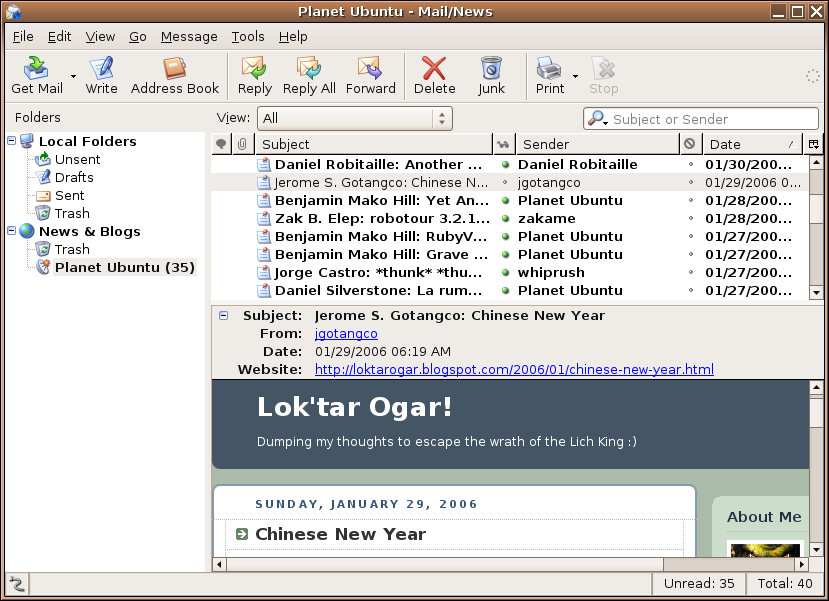 Planet Ubuntu - Mail/News
File Edit View Go Message Tools Help
Get Mail Write Address Book Reply Reply All Forward Delete Junk Print Stop
Folders View: All Subject or Sender
Local Folders
Unsent
Drafts
Sent
Trash
News & Blogs
Trash
Planet Ubuntu (35)
Subject Sender Date
Daniel Robitaille: Another ... Daniel Robitaille 01/30/200...
Jerome S. Gotangco: Chinese N... jgotangco 01/29/2006 0...
Benjamin Mako Hill: Yet An... Planet Ubuntu 01/28/200...
Zak B. Elep: robotour 3.2.1... zakame 01/28/200...
Benjamin Mako Hill: RubyV... Planet Ubuntu 01/27/200...
Benjamin Mako Hill: Grave ... Planet Ubuntu 01/27/200...
Jorge Castro: *thunk* *thu... whiprush 01/27/200...
Daniel Silverstone: La rum... Planet Ubuntu 01/27/200...
Subject: Jerome S. Gotangco: Chinese New Year
From: jgotangco
Date: 01/29/2006 06:19 AM
Website: http://loktarogar.blogspot.com/2006/01/chinese-new-year.html
Lok'tar Ogar!
Dumping my thoughts to escape the wrath of the Lich King :)
SUNDAY, JANUARY 29, 2006
Chinese New Year
About Me
Unread: 35 Total: 40